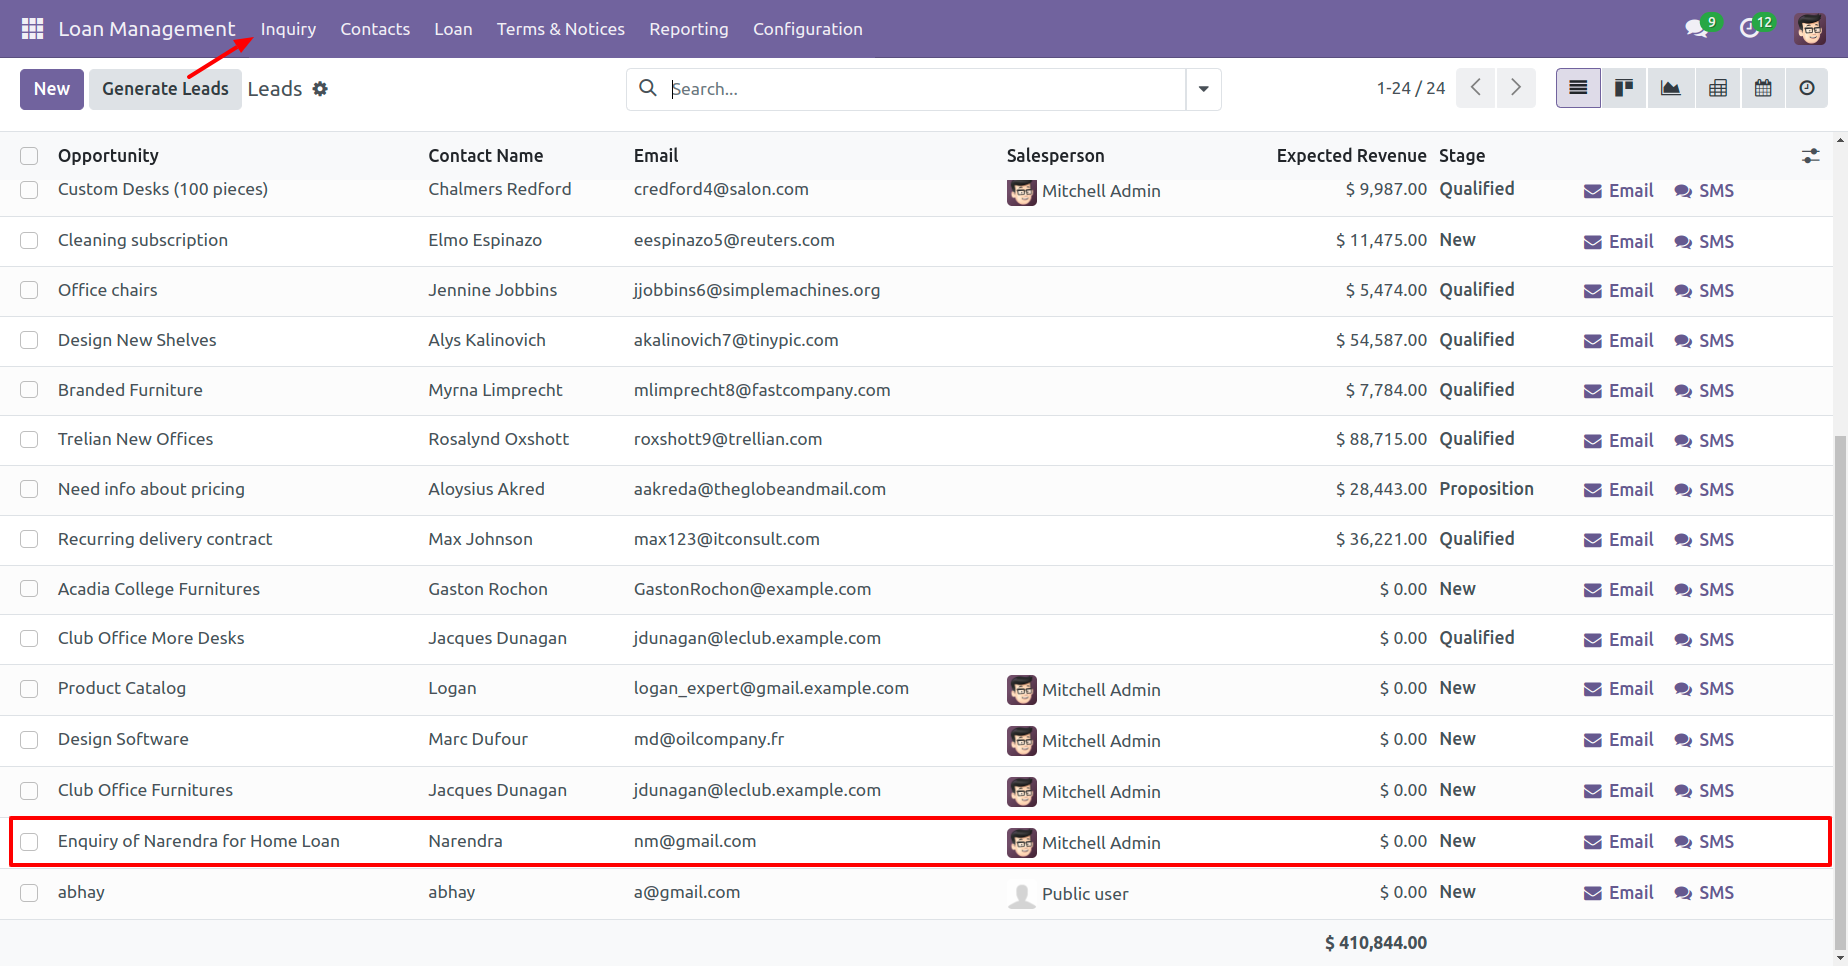 Loan Management Inquiry Contacts Loan Terms & Notices Reporting Configuration 9 12
New Generate Leads Leads Search... 1-24 / 24
Opportunity Contact Name Email Salesperson Expected Revenue Stage
Custom Desks (100 pieces) Chalmers Redford credford4@salon.com Mitchell Admin $ 9,987.00 Qualified Email SMS
Cleaning subscription Elmo Espinazo eespinazo5@reuters.com $ 11,475.00 New Email SMS
Office chairs Jennine Jobbins jjobbins6@simplemachines.org $ 5,474.00 Qualified Email SMS
Design New Shelves Alys Kalinovich akalinovich7@tinypic.com $ 54,587.00 Qualified Email SMS
Branded Furniture Myrna Limprecht mlimprecht8@fastcompany.com $ 7,784.00 Qualified Email SMS
Trelian New Offices Rosalynd Oxshott roxshott9@trellian.com $ 88,715.00 Qualified Email SMS
Need info about pricing Aloysius Akred aakreda@theglobeandmail.com $ 28,443.00 Proposition Email SMS
Recurring delivery contract Max Johnson max123@itconsult.com $ 36,221.00 Qualified Email SMS
Acadia College Furnitures Gaston Rochon GastonRochon@example.com $ 0.00 New Email SMS
Club Office More Desks Jacques Dunagan jdunagan@leclub.example.com $ 0.00 Qualified Email SMS
Product Catalog Logan logan_expert@gmail.example.com Mitchell Admin $ 0.00 New Email SMS
Design Software Marc Dufour md@oilcompany.fr Mitchell Admin $ 0.00 New Email SMS
Club Office Furnitures Jacques Dunagan jdunagan@leclub.example.com Mitchell Admin $ 0.00 New Email SMS
Enquiry of Narendra for Home Loan Narendra nm@gmail.com Mitchell Admin $ 0.00 New Email SMS
abhay abhay a@gmail.com Public user $ 0.00 New Email SMS
$ 410,844.00